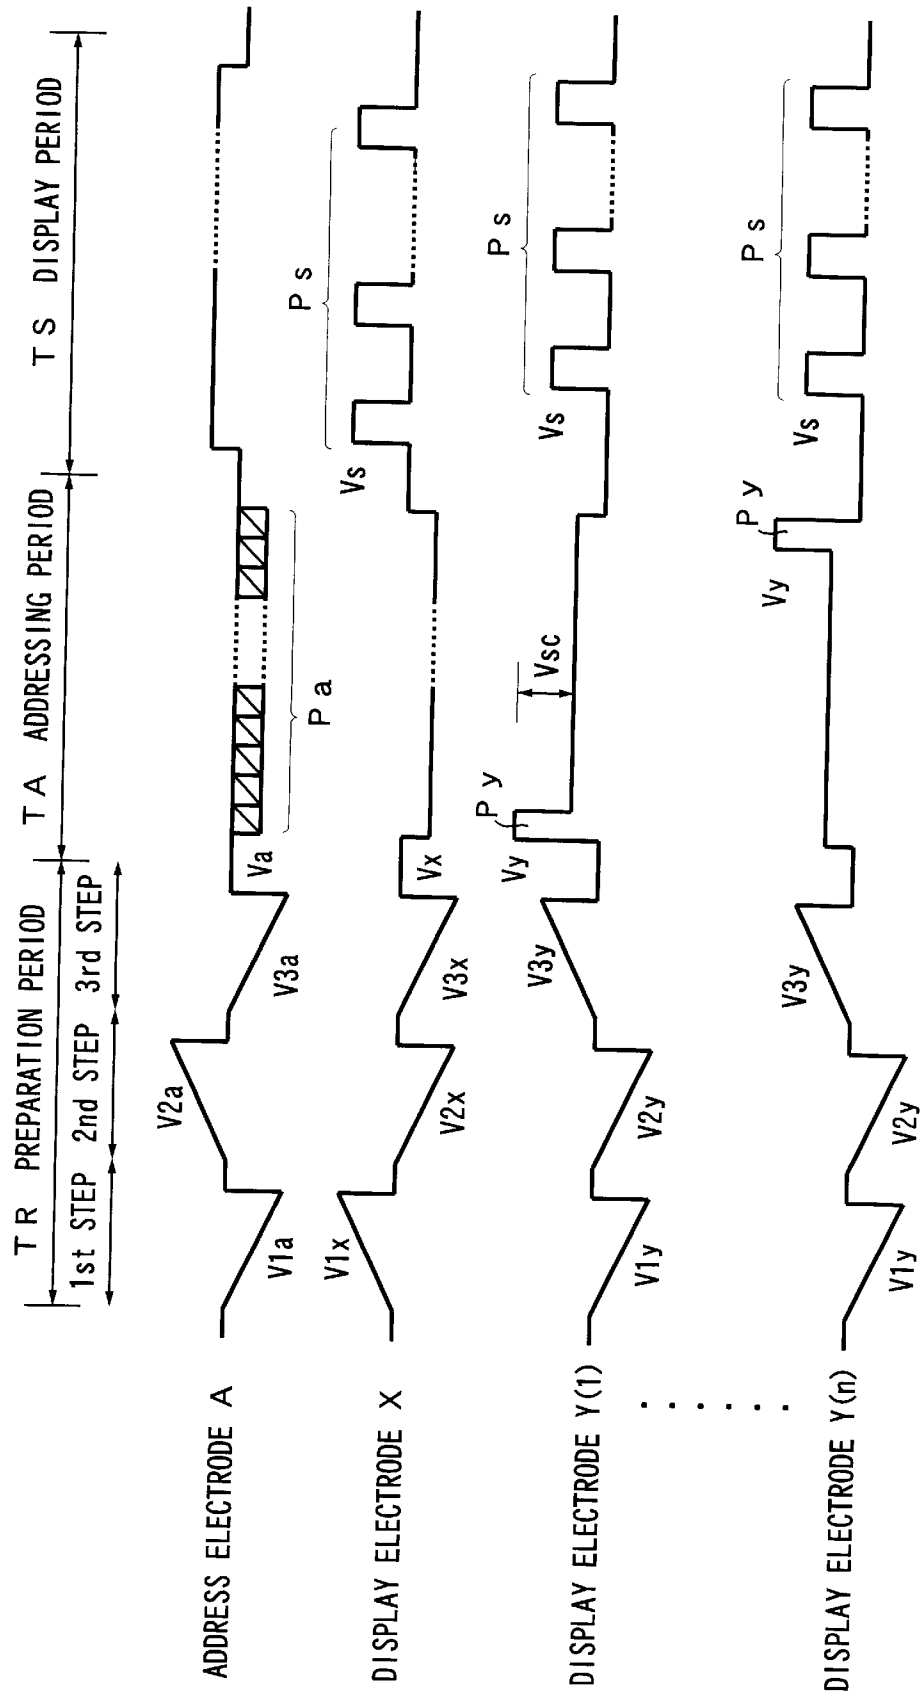 TR PREPARATION PERIOD
TA ADDRESSING PERIOD
TS DISPLAY PERIOD
1st STEP
2nd STEP
3rd STEP
ADDRESS ELECTRODE A
V1a
V2a
V3a
Va
Pa
DISPLAY ELECTRODE X
V1x
V2x
V3x
Vx
Vs
Ps
DISPLAY ELECTRODE Y(1)
V1y
V2y
V3y
Vy
Py
Vsc
Vs
Ps
......
DISPLAY ELECTRODE Y(n)
V1y
V2y
V3y
Vy
Py
Vs
Ps